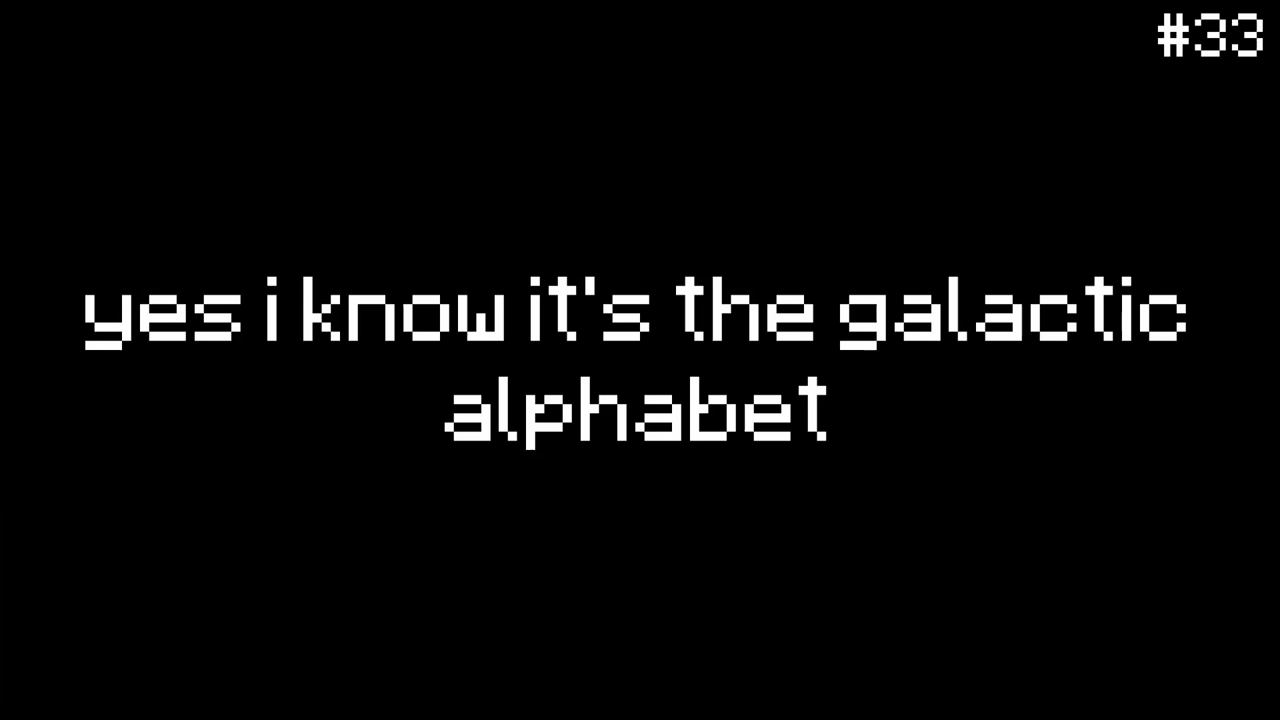 #33
yes i know it's the galactic
alphabet